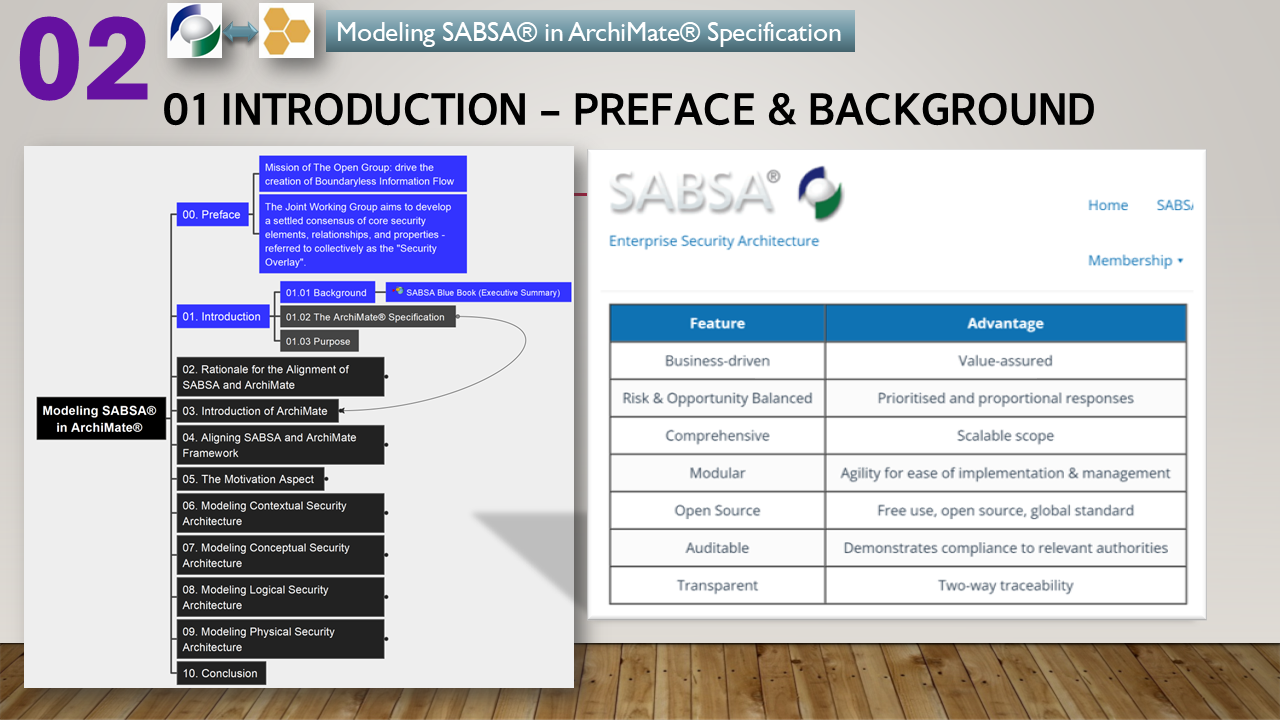 02
Modeling SABSA® in ArchiMate® Specification
01 INTRODUCTION – PREFACE & BACKGROUND
Modeling SABSA®
in ArchiMate®
00. Preface
Mission of The Open Group: drive the
creation of Boundaryless Information Flow
The Joint Working Group aims to develop
a settled consensus of core security
elements, relationships, and properties -
referred to collectively as the "Security
Overlay".
01. Introduction
01.01 Background
SABSA Blue Book (Executive Summary)
01.02 The ArchiMate® Specification
01.03 Purpose
02. Rationale for the Alignment of
SABSA and ArchiMate
03. Introduction of ArchiMate
04. Aligning SABSA and ArchiMate
Framework
05. The Motivation Aspect
06. Modeling Contextual Security
Architecture
07. Modeling Conceptual Security
Architecture
08. Modeling Logical Security
Architecture
09. Modeling Physical Security
Architecture
10. Conclusion
SABSA®
Enterprise Security Architecture
Home SABSA
Membership
Feature Advantage
Business-driven Value-assured
Risk & Opportunity Balanced Prioritised and proportional responses
Comprehensive Scalable scope
Modular Agility for ease of implementation & management
Open Source Free use, open source, global standard
Auditable Demonstrates compliance to relevant authorities
Transparent Two-way traceability